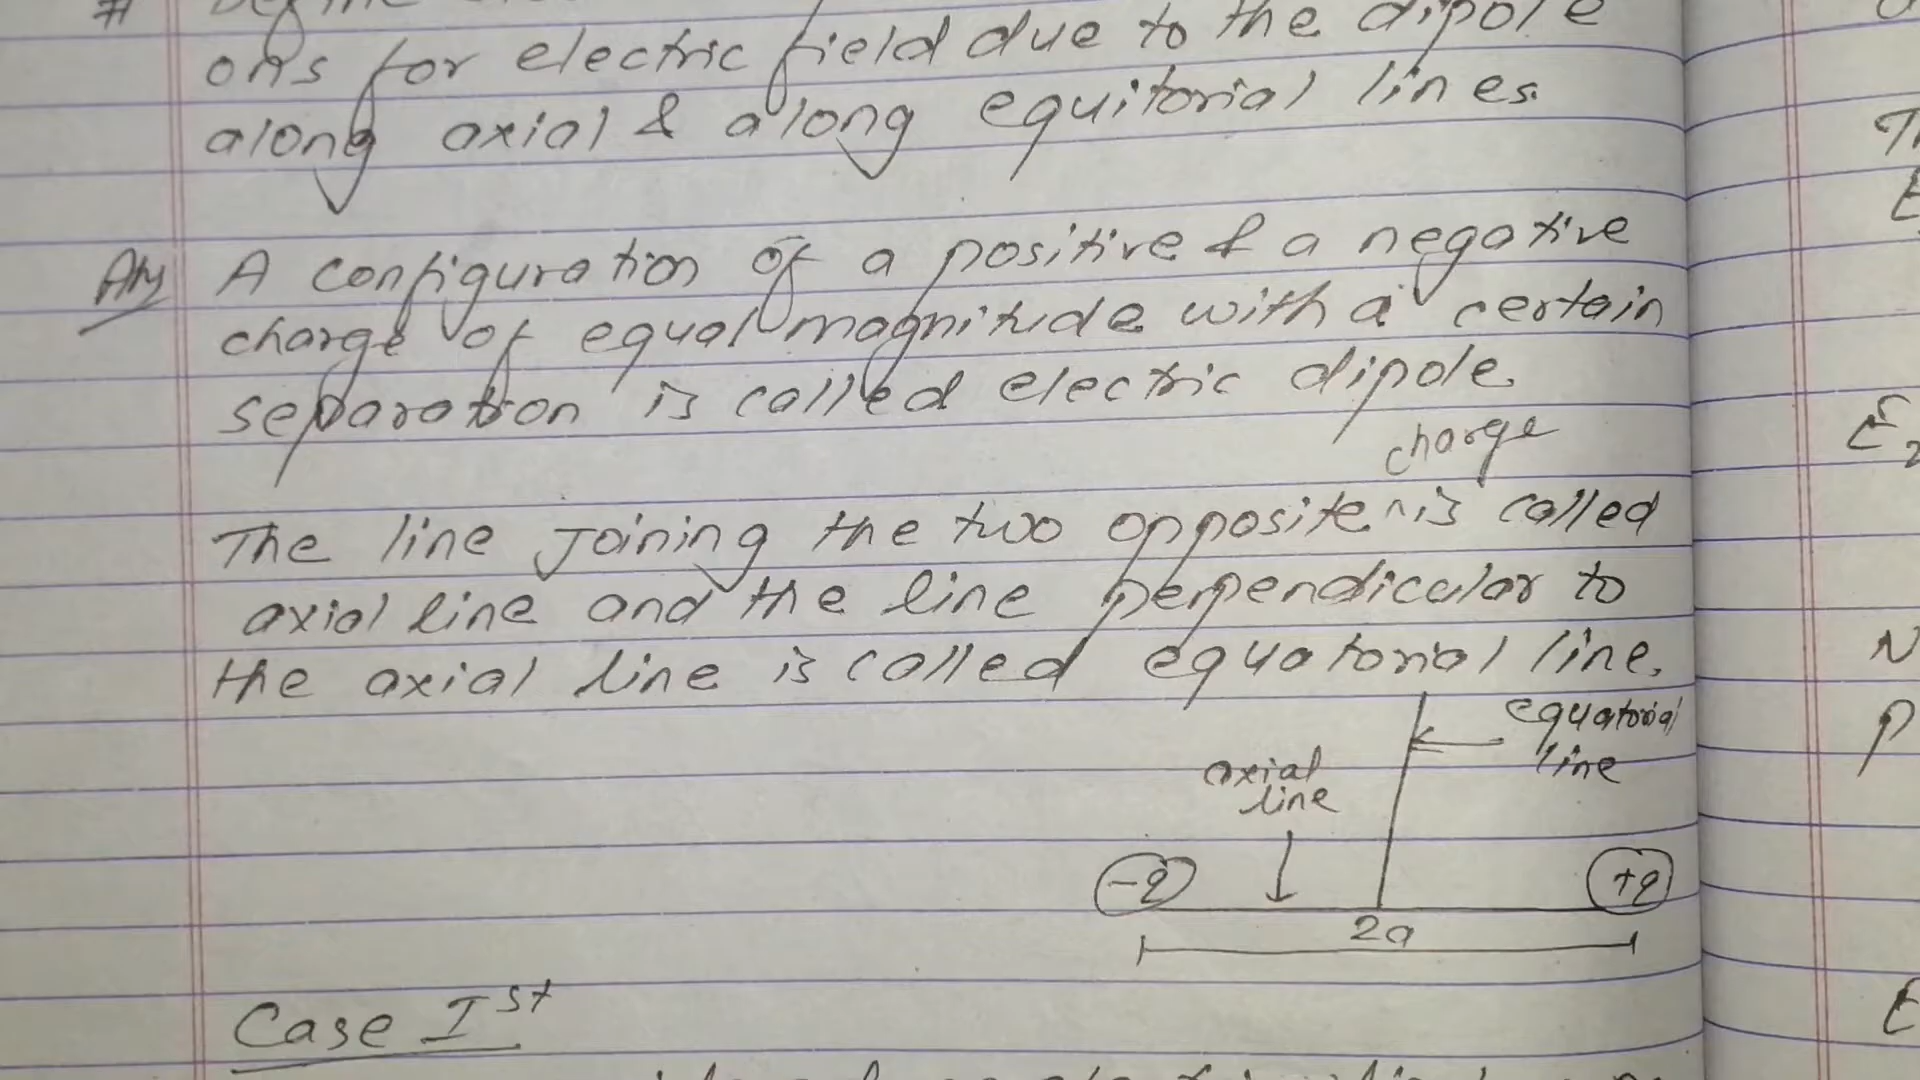 # Define
ons for electric field due to the dipole
along axial & along equitorial lines.
Ans A configuration of a positive & a negative
charge of equal magnitude with a certain
separation is called electric dipole.
charge
The line Joining the two opposite ^ is called
axial line and the line perpendicular to
the axial line is called equatorial line.
equatorial
line
axial
line
-q
+q
2a
Case Ist
Th
E
E2
N
P
E